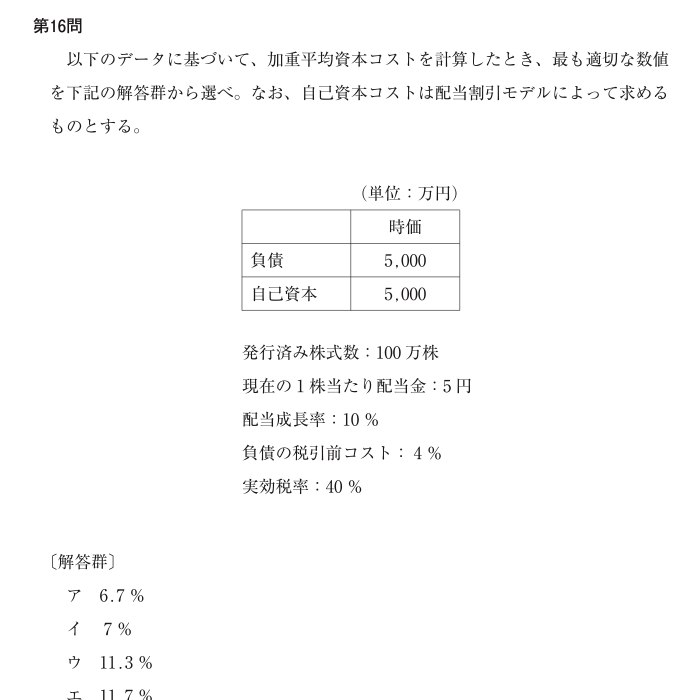 第16問
以下のデータに基づいて、加重平均資本コストを計算したとき、最も適切な数値
を下記の解答群から選べ。なお、自己資本コストは配当割引モデルによって求める
ものとする。
（単位：万円）
時価
負債 5,000
自己資本 5,000
発行済み株式数：100 万株
現在の 1 株当たり配当金：5 円
配当成長率：10 %
負債の税引前コスト： 4 %
実効税率：40 %
〔解答群〕
ア 6.7 %
イ 7 %
ウ 11.3 %
エ 11.7 %